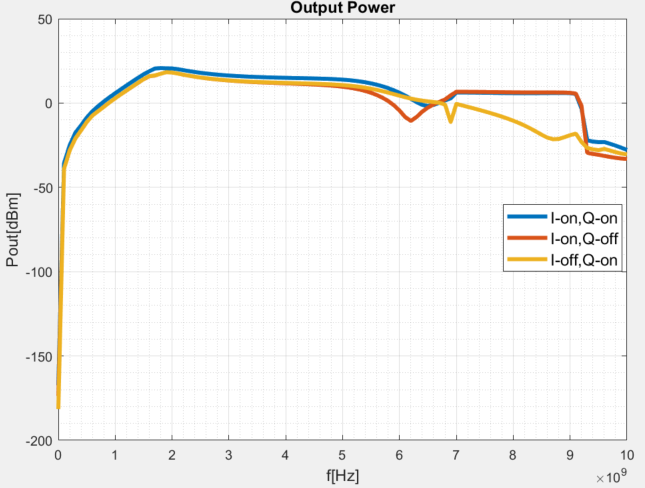 Output Power
50
0
-50
-100
-150
-200
Pout[dBm]
I-on,Q-on
I-on,Q-off
I-off,Q-on
0 1 2 3 4 5 6 7 8 9 10
f[Hz]
×10⁹